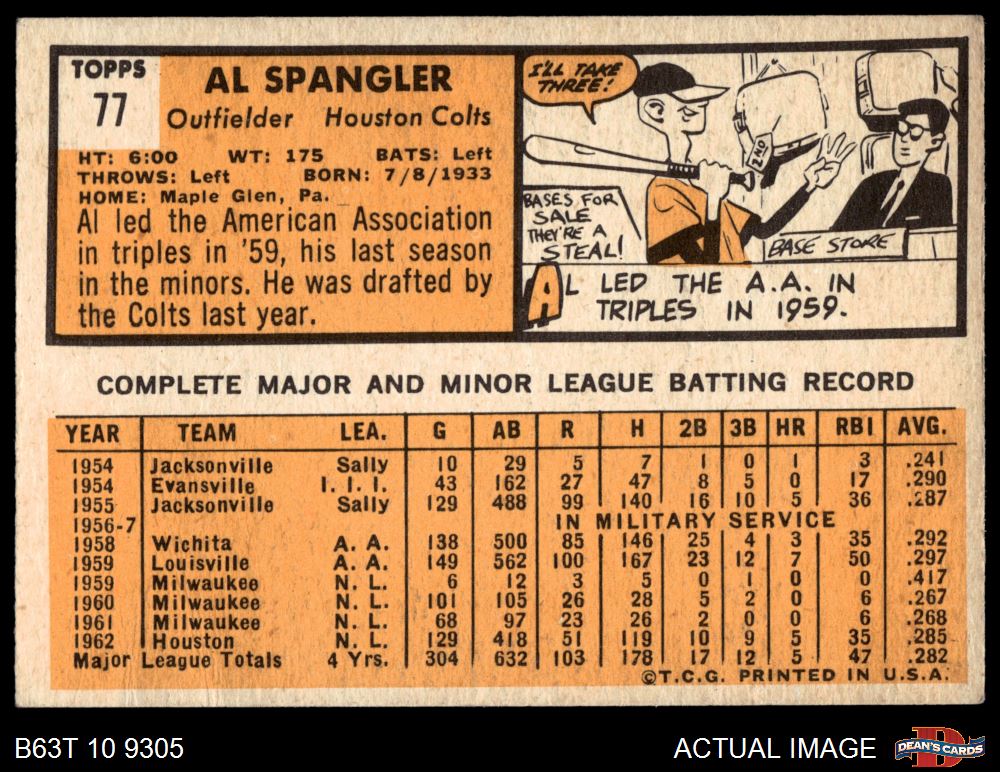 TOPPS
77
AL SPANGLER
Outfielder Houston Colts
HT: 6:00 WT: 175 BATS: Left
THROWS: Left BORN: 7/8/1933
HOME: Maple Glen, Pa.
Al led the American Association
in triples in '59, his last season
in the minors. He was drafted by
the Colts last year.
I'LL TAKE
THREE!
2ND
BASES FOR
SALE
THEY'RE A
STEAL!
BASE STORE
AL LED THE A.A. IN
TRIPLES IN 1959.
COMPLETE MAJOR AND MINOR LEAGUE BATTING RECORD
YEAR TEAM LEA. G AB R H 2B 3B HR RBI AVG.
1954 Jacksonville Sally 10 29 5 7 1 0 1 3 .241
1954 Evansville I. I. I. 43 162 27 47 8 5 0 17 .290
1955 Jacksonville Sally 129 488 99 140 16 10 5 36 .287
1956-7 IN MILITARY SERVICE
1958 Wichita A. A. 138 500 85 146 25 4 3 35 .292
1959 Louisville A. A. 149 562 100 167 23 12 7 50 .297
1959 Milwaukee N. L. 6 12 3 5 0 1 0 0 .417
1960 Milwaukee N. L. 101 105 26 28 5 2 0 6 .267
1961 Milwaukee N. L. 68 97 23 26 2 0 0 6 .268
1962 Houston N. L. 129 418 51 119 10 9 5 35 .285
Major League Totals 4 Yrs. 304 632 103 178 17 12 5 47 .282
©T.C.G. PRINTED IN U.S.A.
B63T 10 9305
ACTUAL IMAGE
D
DEAN'S CARDS